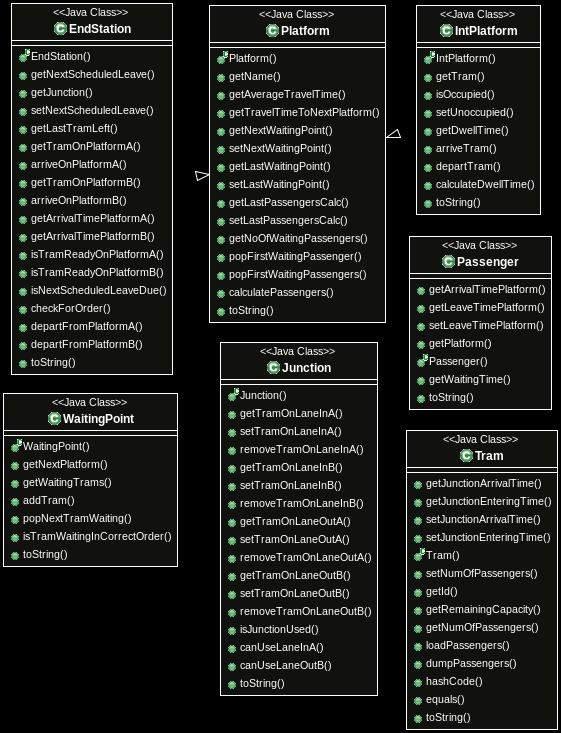 <<Java Class>>
EndStation
EndStation()
getNextScheduledLeave()
getJunction()
setNextScheduledLeave()
getLastTramLeft()
getTramOnPlatformA()
arriveOnPlatformA()
getTramOnPlatformB()
arriveOnPlatformB()
getArrivalTimePlatformA()
getArrivalTimePlatformB()
isTramReadyOnPlatformA()
isTramReadyOnPlatformB()
isNextScheduledLeaveDue()
checkForOrder()
departFromPlatformA()
departFromPlatformB()
toString()
<<Java Class>>
Platform
Platform()
getName()
getAverageTravelTime()
getTravelTimeToNextPlatform()
getNextWaitingPoint()
setNextWaitingPoint()
getLastWaitingPoint()
setLastWaitingPoint()
getLastPassengersCalc()
setLastPassengersCalc()
getNoOfWaitingPassengers()
popFirstWaitingPassenger()
popFirstWaitingPassengers()
calculatePassengers()
toString()
<<Java Class>>
IntPlatform
IntPlatform()
getTram()
isOccupied()
setUnoccupied()
getDwellTime()
arriveTram()
departTram()
calculateDwellTime()
toString()
<<Java Class>>
Passenger
getArrivalTimePlatform()
getLeaveTimePlatform()
setLeaveTimePlatform()
getPlatform()
Passenger()
getWaitingTime()
toString()
<<Java Class>>
WaitingPoint
WaitingPoint()
getNextPlatform()
getWaitingTrams()
addTram()
popNextTramWaiting()
isTramWaitingInCorrectOrder()
toString()
<<Java Class>>
Junction
Junction()
getTramOnLaneInA()
setTramOnLaneInA()
removeTramOnLaneInA()
getTramOnLaneInB()
setTramOnLaneInB()
removeTramOnLaneInB()
getTramOnLaneOutA()
setTramOnLaneOutA()
removeTramOnLaneOutA()
getTramOnLaneOutB()
setTramOnLaneOutB()
removeTramOnLaneOutB()
isJunctionUsed()
canUseLaneInA()
canUseLaneOutB()
toString()
<<Java Class>>
Tram
getJunctionArrivalTime()
getJunctionEnteringTime()
setJunctionArrivalTime()
setJunctionEnteringTime()
Tram()
setNumOfPassengers()
getId()
getRemainingCapacity()
getNumOfPassengers()
loadPassengers()
dumpPassengers()
hashCode()
equals()
toString()